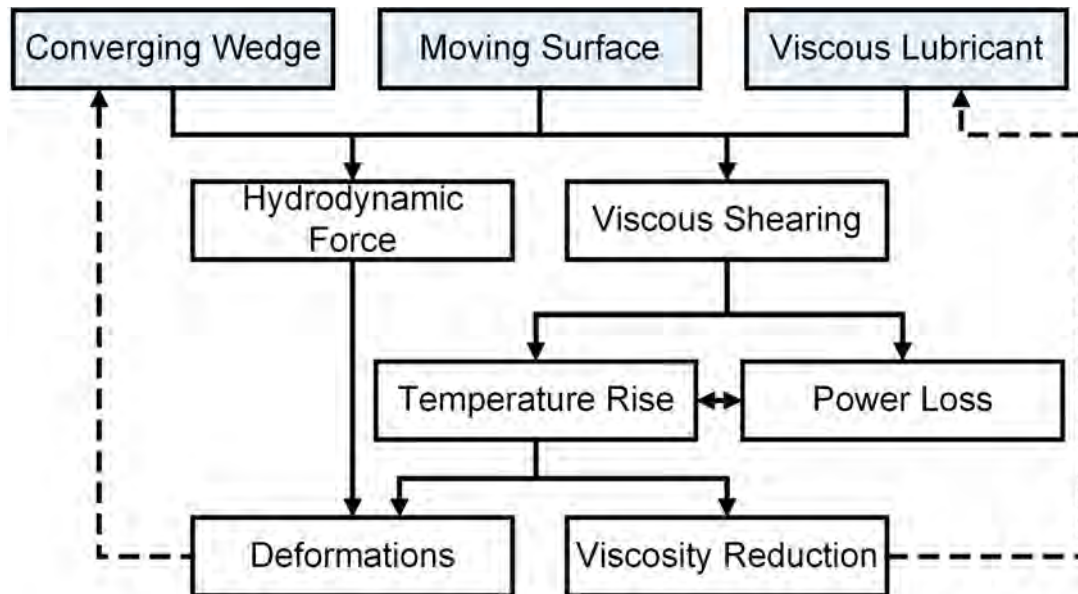 Converging Wedge
Moving Surface
Viscous Lubricant
Hydrodynamic
Force
Viscous Shearing
Temperature Rise
Power Loss
Deformations
Viscosity Reduction